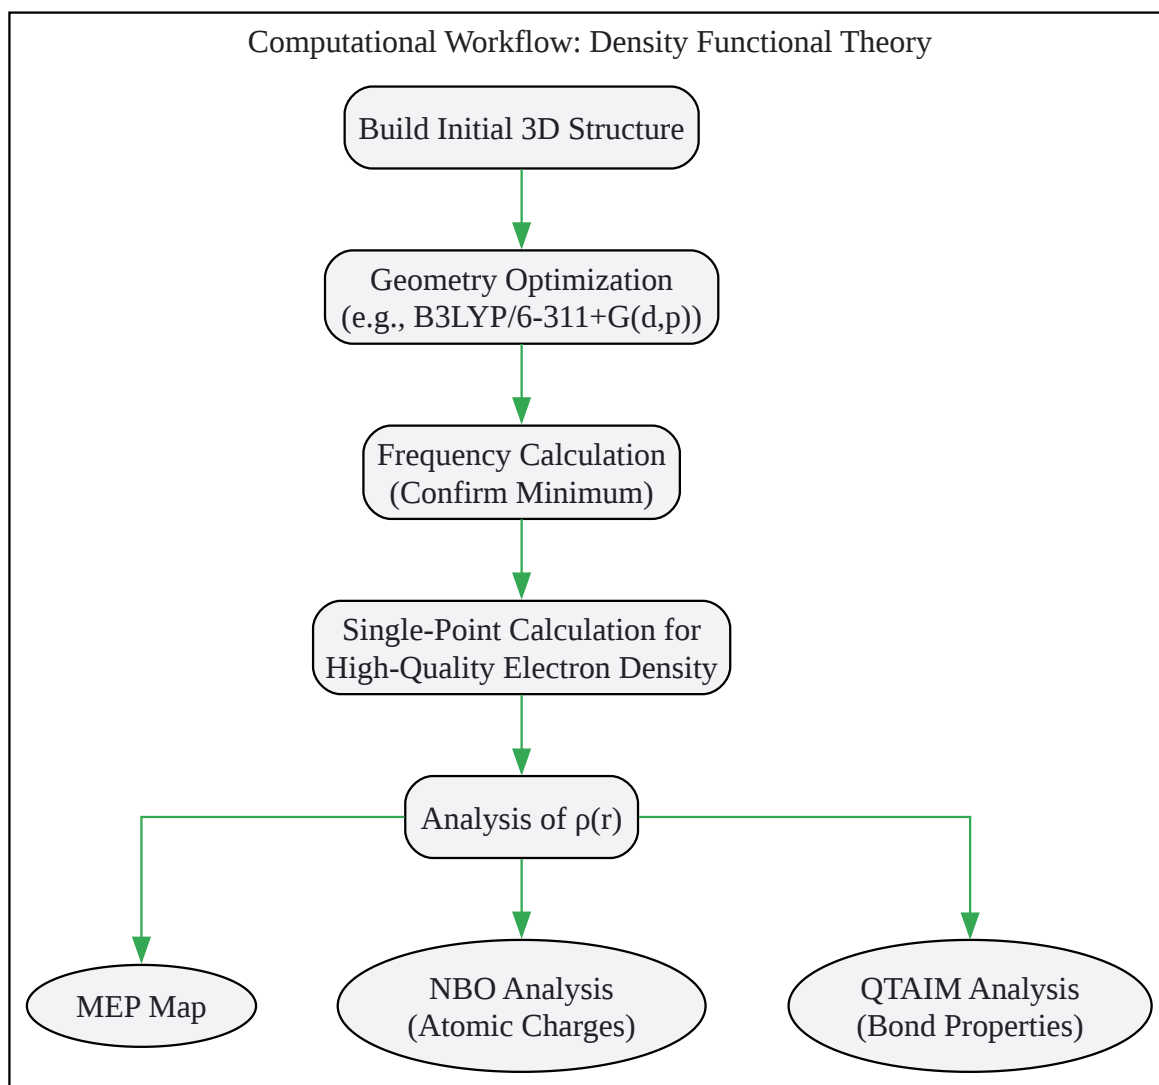 Computational Workflow: Density Functional Theory
Build Initial 3D Structure
Geometry Optimization
(e.g., B3LYP/6-311+G(d,p))
Frequency Calculation
(Confirm Minimum)
Single-Point Calculation for
High-Quality Electron Density
Analysis of ρ(r)
MEP Map
NBO Analysis
(Atomic Charges)
QTAIM Analysis
(Bond Properties)